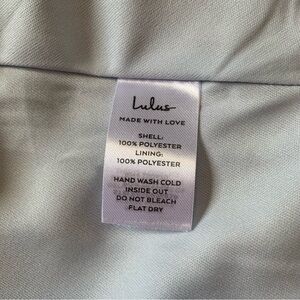 Lulus
MADE WITH LOVE
SHELL:
100% POLYESTER
LINING:
100% POLYESTER
HAND WASH COLD
INSIDE OUT
DO NOT BLEACH
FLAT DRY